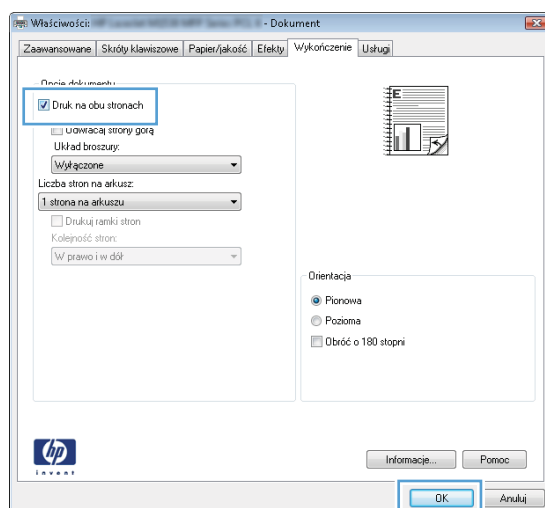 Właściwości: - Dokument
Zaawansowane Skróty klawiszowe Papier/jakość Efekty Wykończenie Usługi
Opcje dokumentu
Druk na obu stronach
Odwracaj strony górą
Układ broszury:
Wyłączone
Liczba stron na arkusz:
1 strona na arkuszu
Drukuj ramki stron
Kolejność stron:
W prawo i w dół
E
Orientacja
Pionowa
Pozioma
Obróć o 180 stopni
hp
invent
Informacje... Pomoc
OK Anuluj